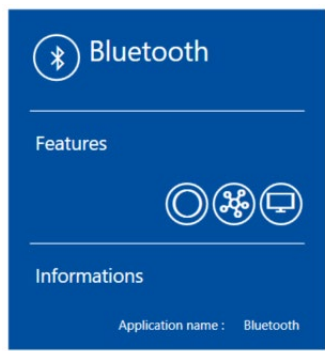 Bluetooth
Features
Informations
Application name : Bluetooth